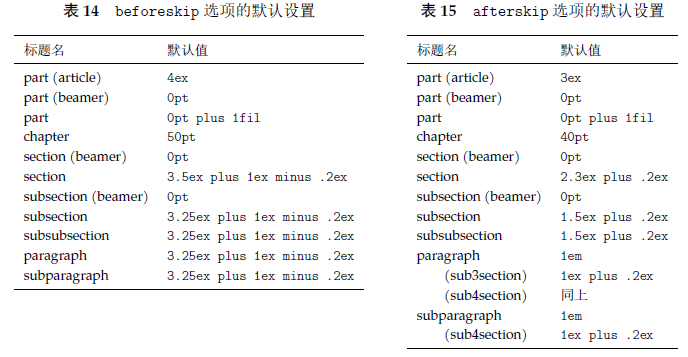 表 14 beforeskip 选项的默认设置
标题名 默认值
part (article) 4ex
part (beamer) 0pt
part 0pt plus 1fil
chapter 50pt
section (beamer) 0pt
section 3.5ex plus 1ex minus .2ex
subsection (beamer) 0pt
subsection 3.25ex plus 1ex minus .2ex
subsubsection 3.25ex plus 1ex minus .2ex
paragraph 3.25ex plus 1ex minus .2ex
subparagraph 3.25ex plus 1ex minus .2ex
表 15 afterskip 选项的默认设置
标题名 默认值
part (article) 3ex
part (beamer) 0pt
part 0pt plus 1fil
chapter 40pt
section (beamer) 0pt
section 2.3ex plus .2ex
subsection (beamer) 0pt
subsection 1.5ex plus .2ex
subsubsection 1.5ex plus .2ex
paragraph 1em
(sub3section) 1ex plus .2ex
(sub4section) 同上
subparagraph 1em
(sub4section) 1ex plus .2ex